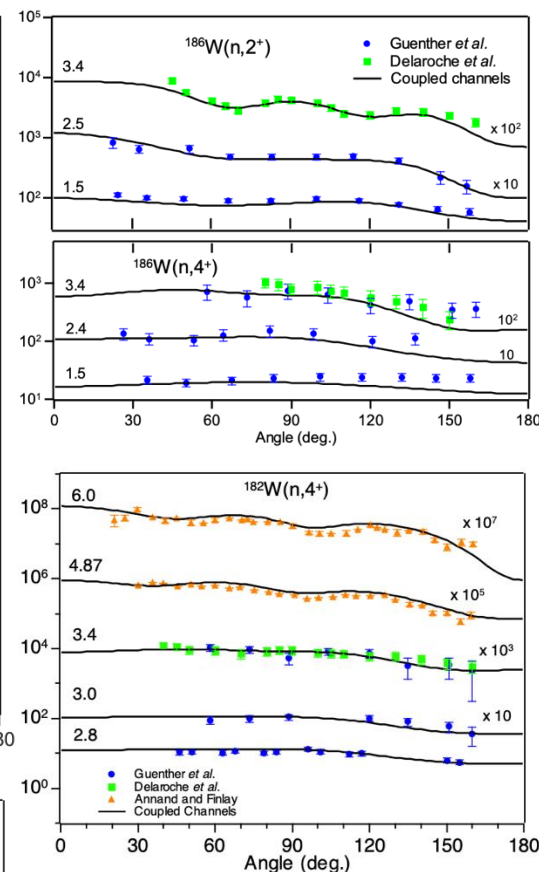 10⁵
¹⁸⁶W(n,2⁺)
Guenther et al.
Delaroche et al.
Coupled channels
10⁴
3.4
x 10²
10³
2.5
x 10
10²
1.5
¹⁸⁶W(n,4⁺)
10³
3.4
10²
10²
2.4
10
1.5
10¹
0 30 60 90 120 150 180
Angle (deg.)
¹⁸²W(n,4⁺)
10⁸
6.0
x 10⁷
10⁶
4.87
x 10⁵
10⁴
3.4
x 10³
3.0
10²
x 10
2.8
30
10⁰
Guenther et al.
Delaroche et al.
Annand and Finlay
Coupled Channels
0 30 60 90 120 150 180
Angle (deg.)